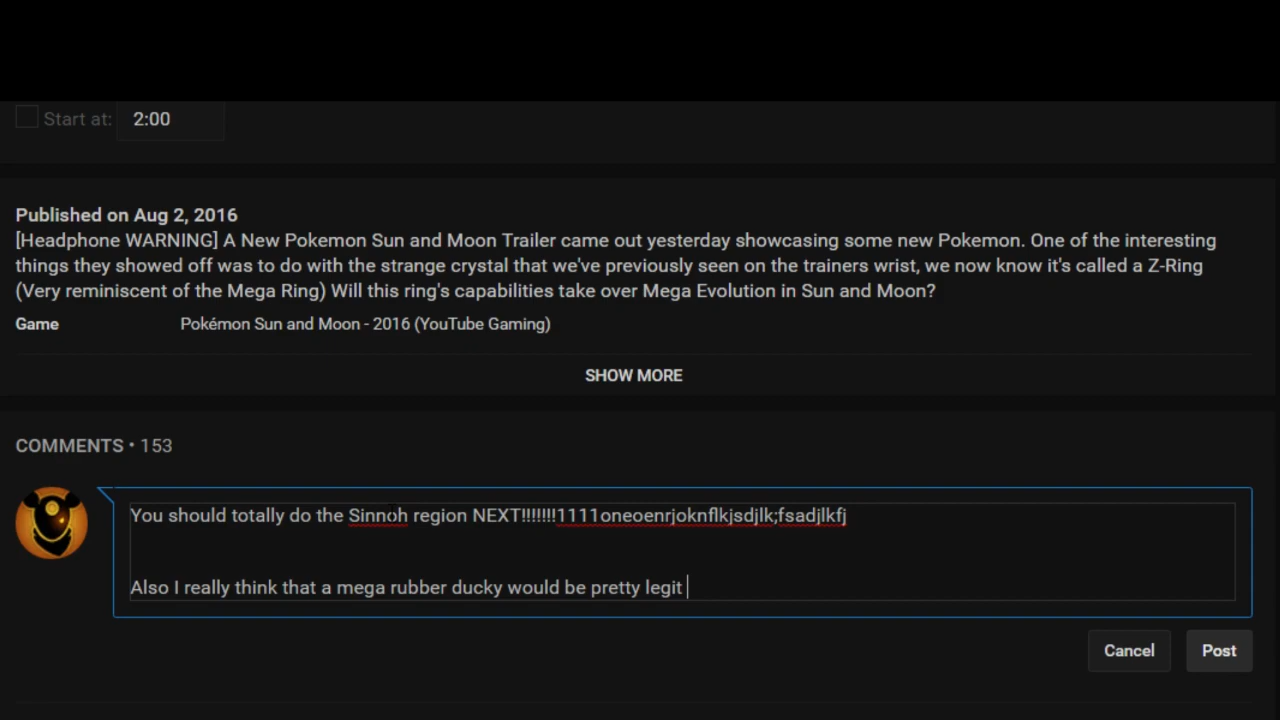 Start at: 2:00
Published on Aug 2, 2016
[Headphone WARNING] A New Pokemon Sun and Moon Trailer came out yesterday showcasing some new Pokemon. One of the interesting
things they showed off was to do with the strange crystal that we've previously seen on the trainers wrist, we now know it's called a Z-Ring
(Very reminiscent of the Mega Ring) Will this ring's capabilities take over Mega Evolution in Sun and Moon?
Game Pokémon Sun and Moon - 2016 (YouTube Gaming)
SHOW MORE
COMMENTS • 153
You should totally do the Sinnoh region NEXT!!!!!!!1111oneoenrjoknflkjsdjlk;fsadjlkfj
Also I really think that a mega rubber ducky would be pretty legit
Cancel Post